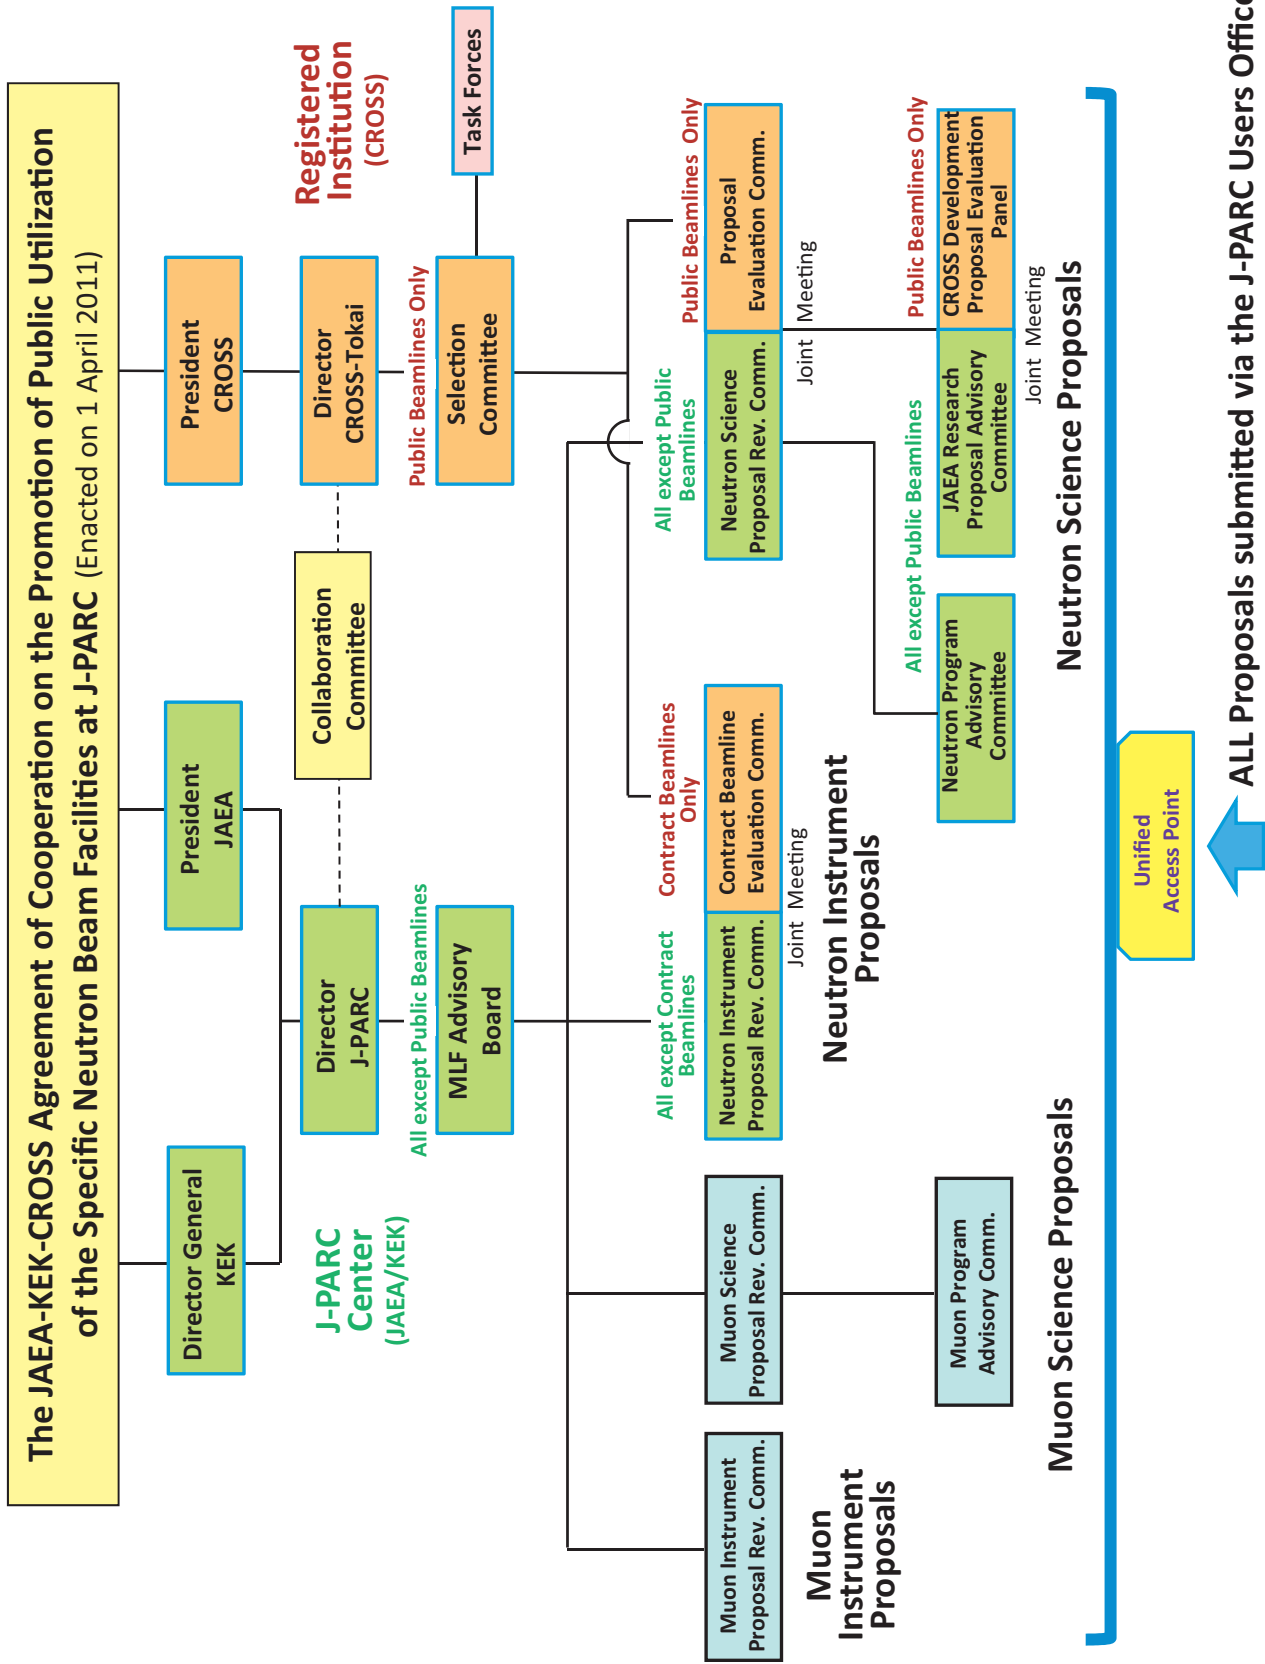 The JAEA-KEK-CROSS Agreement of Cooperation on the Promotion of Public Utilization
of the Specific Neutron Beam Facilities at J-PARC (Enacted on 1 April 2011)
Director General
KEK
President
JAEA
President
CROSS
J-PARC
Center
(JAEA/KEK)
Director
J-PARC
Collaboration
Committee
Director
CROSS-Tokai
Registered
Institution
(CROSS)
All except Public Beamlines
Public Beamlines Only
MLF Advisory
Board
Selection
Committee
Task Forces
All except Contract
Beamlines
Contract Beamlines
Only
All except Public
Beamlines
Public Beamlines Only
Muon Instrument
Proposal Rev. Comm.
Muon Science
Proposal Rev. Comm.
Neutron Instrument
Proposal Rev. Comm.
Contract Beamline
Evaluation Comm.
Neutron Science
Proposal Rev. Comm.
Proposal
Evaluation Comm.
Joint Meeting
Joint Meeting
Muon
Instrument
Proposals
Neutron Instrument
Proposals
All except Public Beamlines
Public Beamlines Only
Muon Program
Advisory Comm.
Neutron Program
Advisory
Committee
JAEA Research
Proposal Advisory
Committee
CROSS Development
Proposal Evaluation
Panel
Joint Meeting
Muon Science Proposals
Neutron Science Proposals
Unified
Access Point
ALL Proposals submitted via the J-PARC Users Office